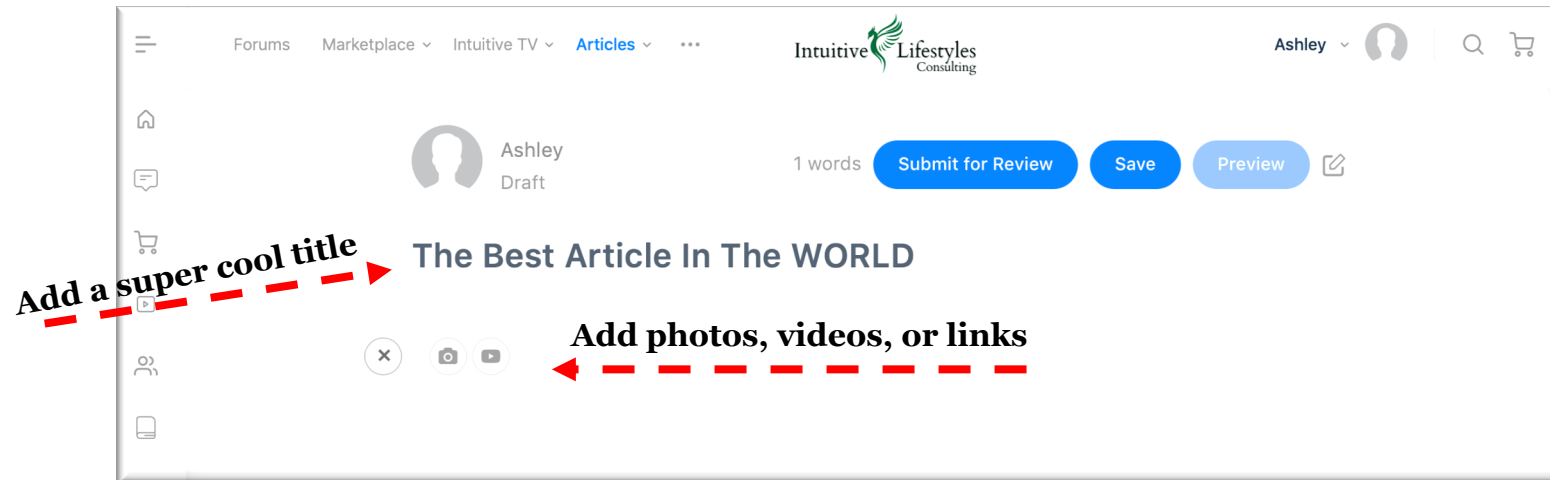 Forums Marketplace Intuitive TV Articles ... Intuitive Lifestyles Ashley
Consulting
Ashley
Draft
1 words Submit for Review Save Preview
Add a super cool title
The Best Article In The WORLD
Add photos, videos, or links